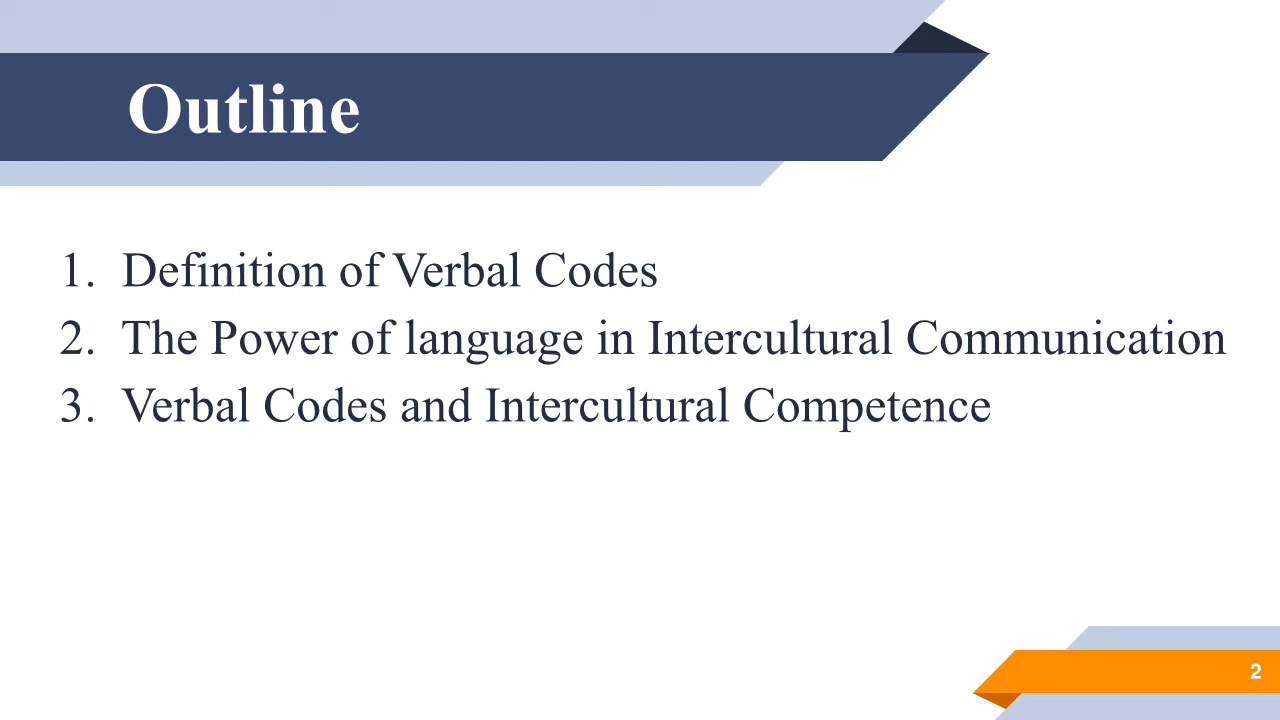 Outline
1. Definition of Verbal Codes
2. The Power of language in Intercultural Communication
3. Verbal Codes and Intercultural Competence
2